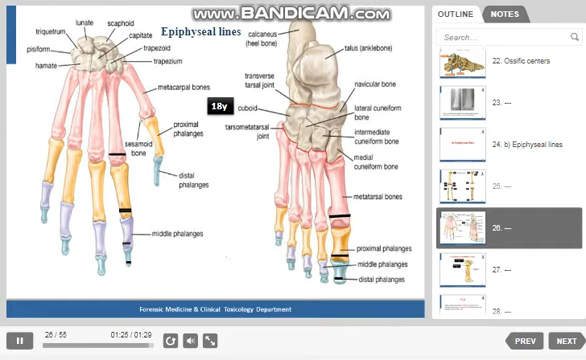 www.BANDICAM.com
Epiphyseal lines
scaphoid
lunate
triquetrum
capitate
pisiform
trapezoid
hamate
trapezium
metacarpal bones
proximal
phalanges
sesamoid
bone
distal
phalanges
middle phalanges
18y
calcaneus
(heel bone)
talus (anklebone)
transverse
tarsal joint
navicular bone
cuboid
lateral cuneiform
bone
tarsometatarsal
joint
intermediate
cuneiform bone
medial
cuneiform bone
metatarsal bones
proximal phalanges
middle phalanges
distal phalanges
Forensic Medicine & Clinical Toxicology Department
OUTLINE
NOTES
Search...
22. Ossific centers
23. ---
24. b) Epiphyseal lines
25. ---
26. ---
27. ---
28. ---
26 / 55
01:25 / 01:29
PREV
NEXT